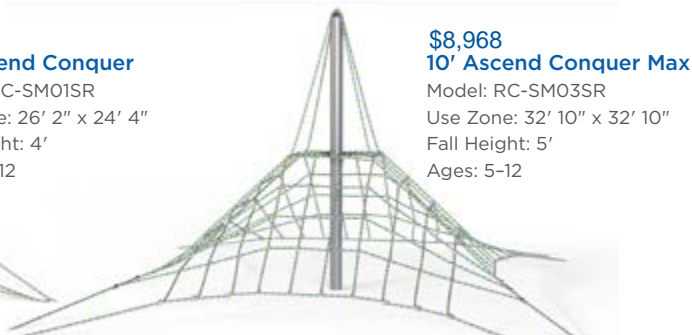 end Conquer
C-SM01SR
e: 26' 2" x 24' 4"
ht: 4'
12
$8,968
10' Ascend Conquer Max
Model: RC-SM03SR
Use Zone: 32' 10" x 32' 10"
Fall Height: 5'
Ages: 5–12